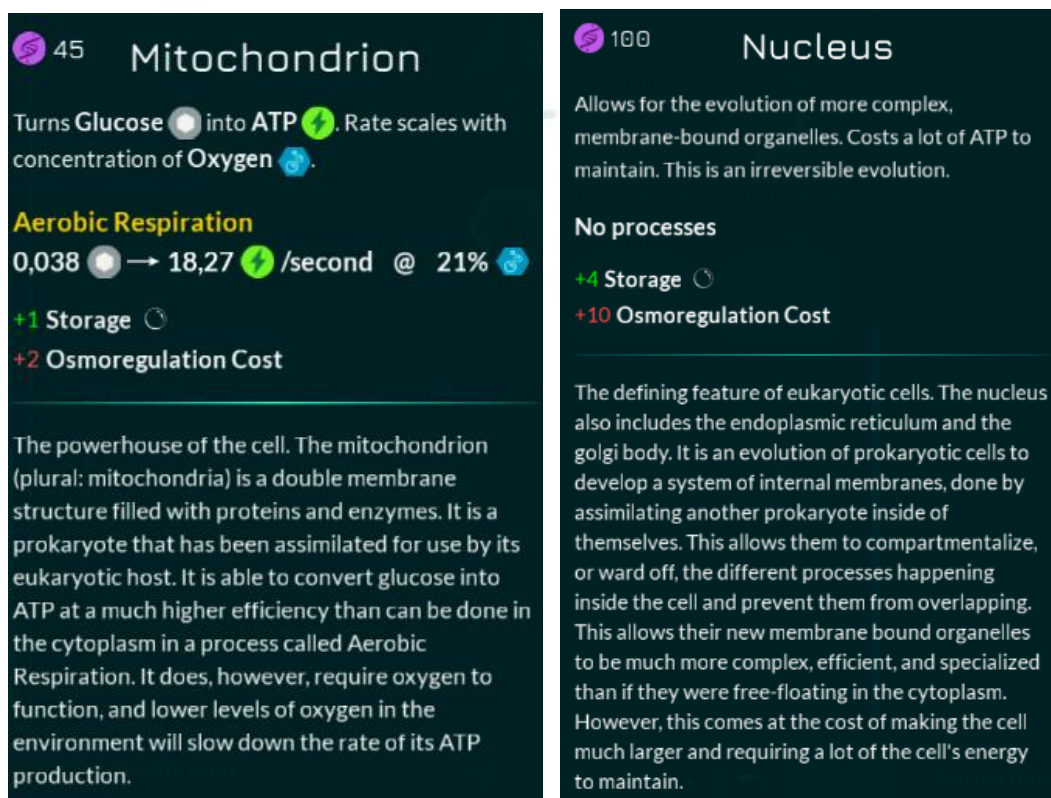 45
Mitochondrion
Turns Glucose into ATP . Rate scales with
concentration of Oxygen .
Aerobic Respiration
0,038 → 18,27 /second @ 21%
+1 Storage
+2 Osmoregulation Cost
The powerhouse of the cell. The mitochondrion
(plural: mitochondria) is a double membrane
structure filled with proteins and enzymes. It is a
prokaryote that has been assimilated for use by its
eukaryotic host. It is able to convert glucose into
ATP at a much higher efficiency than can be done in
the cytoplasm in a process called Aerobic
Respiration. It does, however, require oxygen to
function, and lower levels of oxygen in the
environment will slow down the rate of its ATP
production.
100
Nucleus
Allows for the evolution of more complex,
membrane-bound organelles. Costs a lot of ATP to
maintain. This is an irreversible evolution.
No processes
+4 Storage
+10 Osmoregulation Cost
The defining feature of eukaryotic cells. The nucleus
also includes the endoplasmic reticulum and the
golgi body. It is an evolution of prokaryotic cells to
develop a system of internal membranes, done by
assimilating another prokaryote inside of
themselves. This allows them to compartmentalize,
or ward off, the different processes happening
inside the cell and prevent them from overlapping.
This allows their new membrane bound organelles
to be much more complex, efficient, and specialized
than if they were free-floating in the cytoplasm.
However, this comes at the cost of making the cell
much larger and requiring a lot of the cell's energy
to maintain.